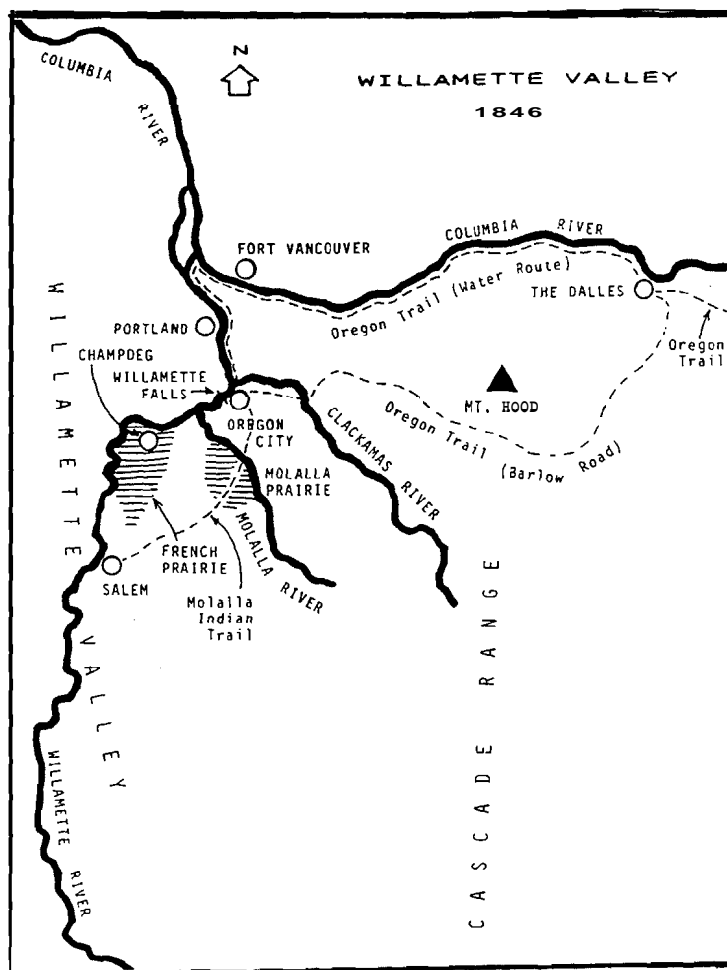 WILLAMETTE VALLEY
1846
N
COLUMBIA
RIVER
COLUMBIA
RIVER
FORT VANCOUVER
Oregon Trail (Water Route)
THE DALLES
Oregon
Trail
PORTLAND
CHAMPDEG
WILLAMETTE
FALLS
MT. HOOD
OREGON
CITY
Oregon Trail (Barlow Road)
CLACKAMAS RIVER
MOLALLA
PRAIRIE
MOLALLA RIVER
FRENCH
PRAIRIE
SALEM
Molalla
Indian
Trail
WILLAMETTE VALLEY
WILLAMETTE RIVER
CASCADE RANGE